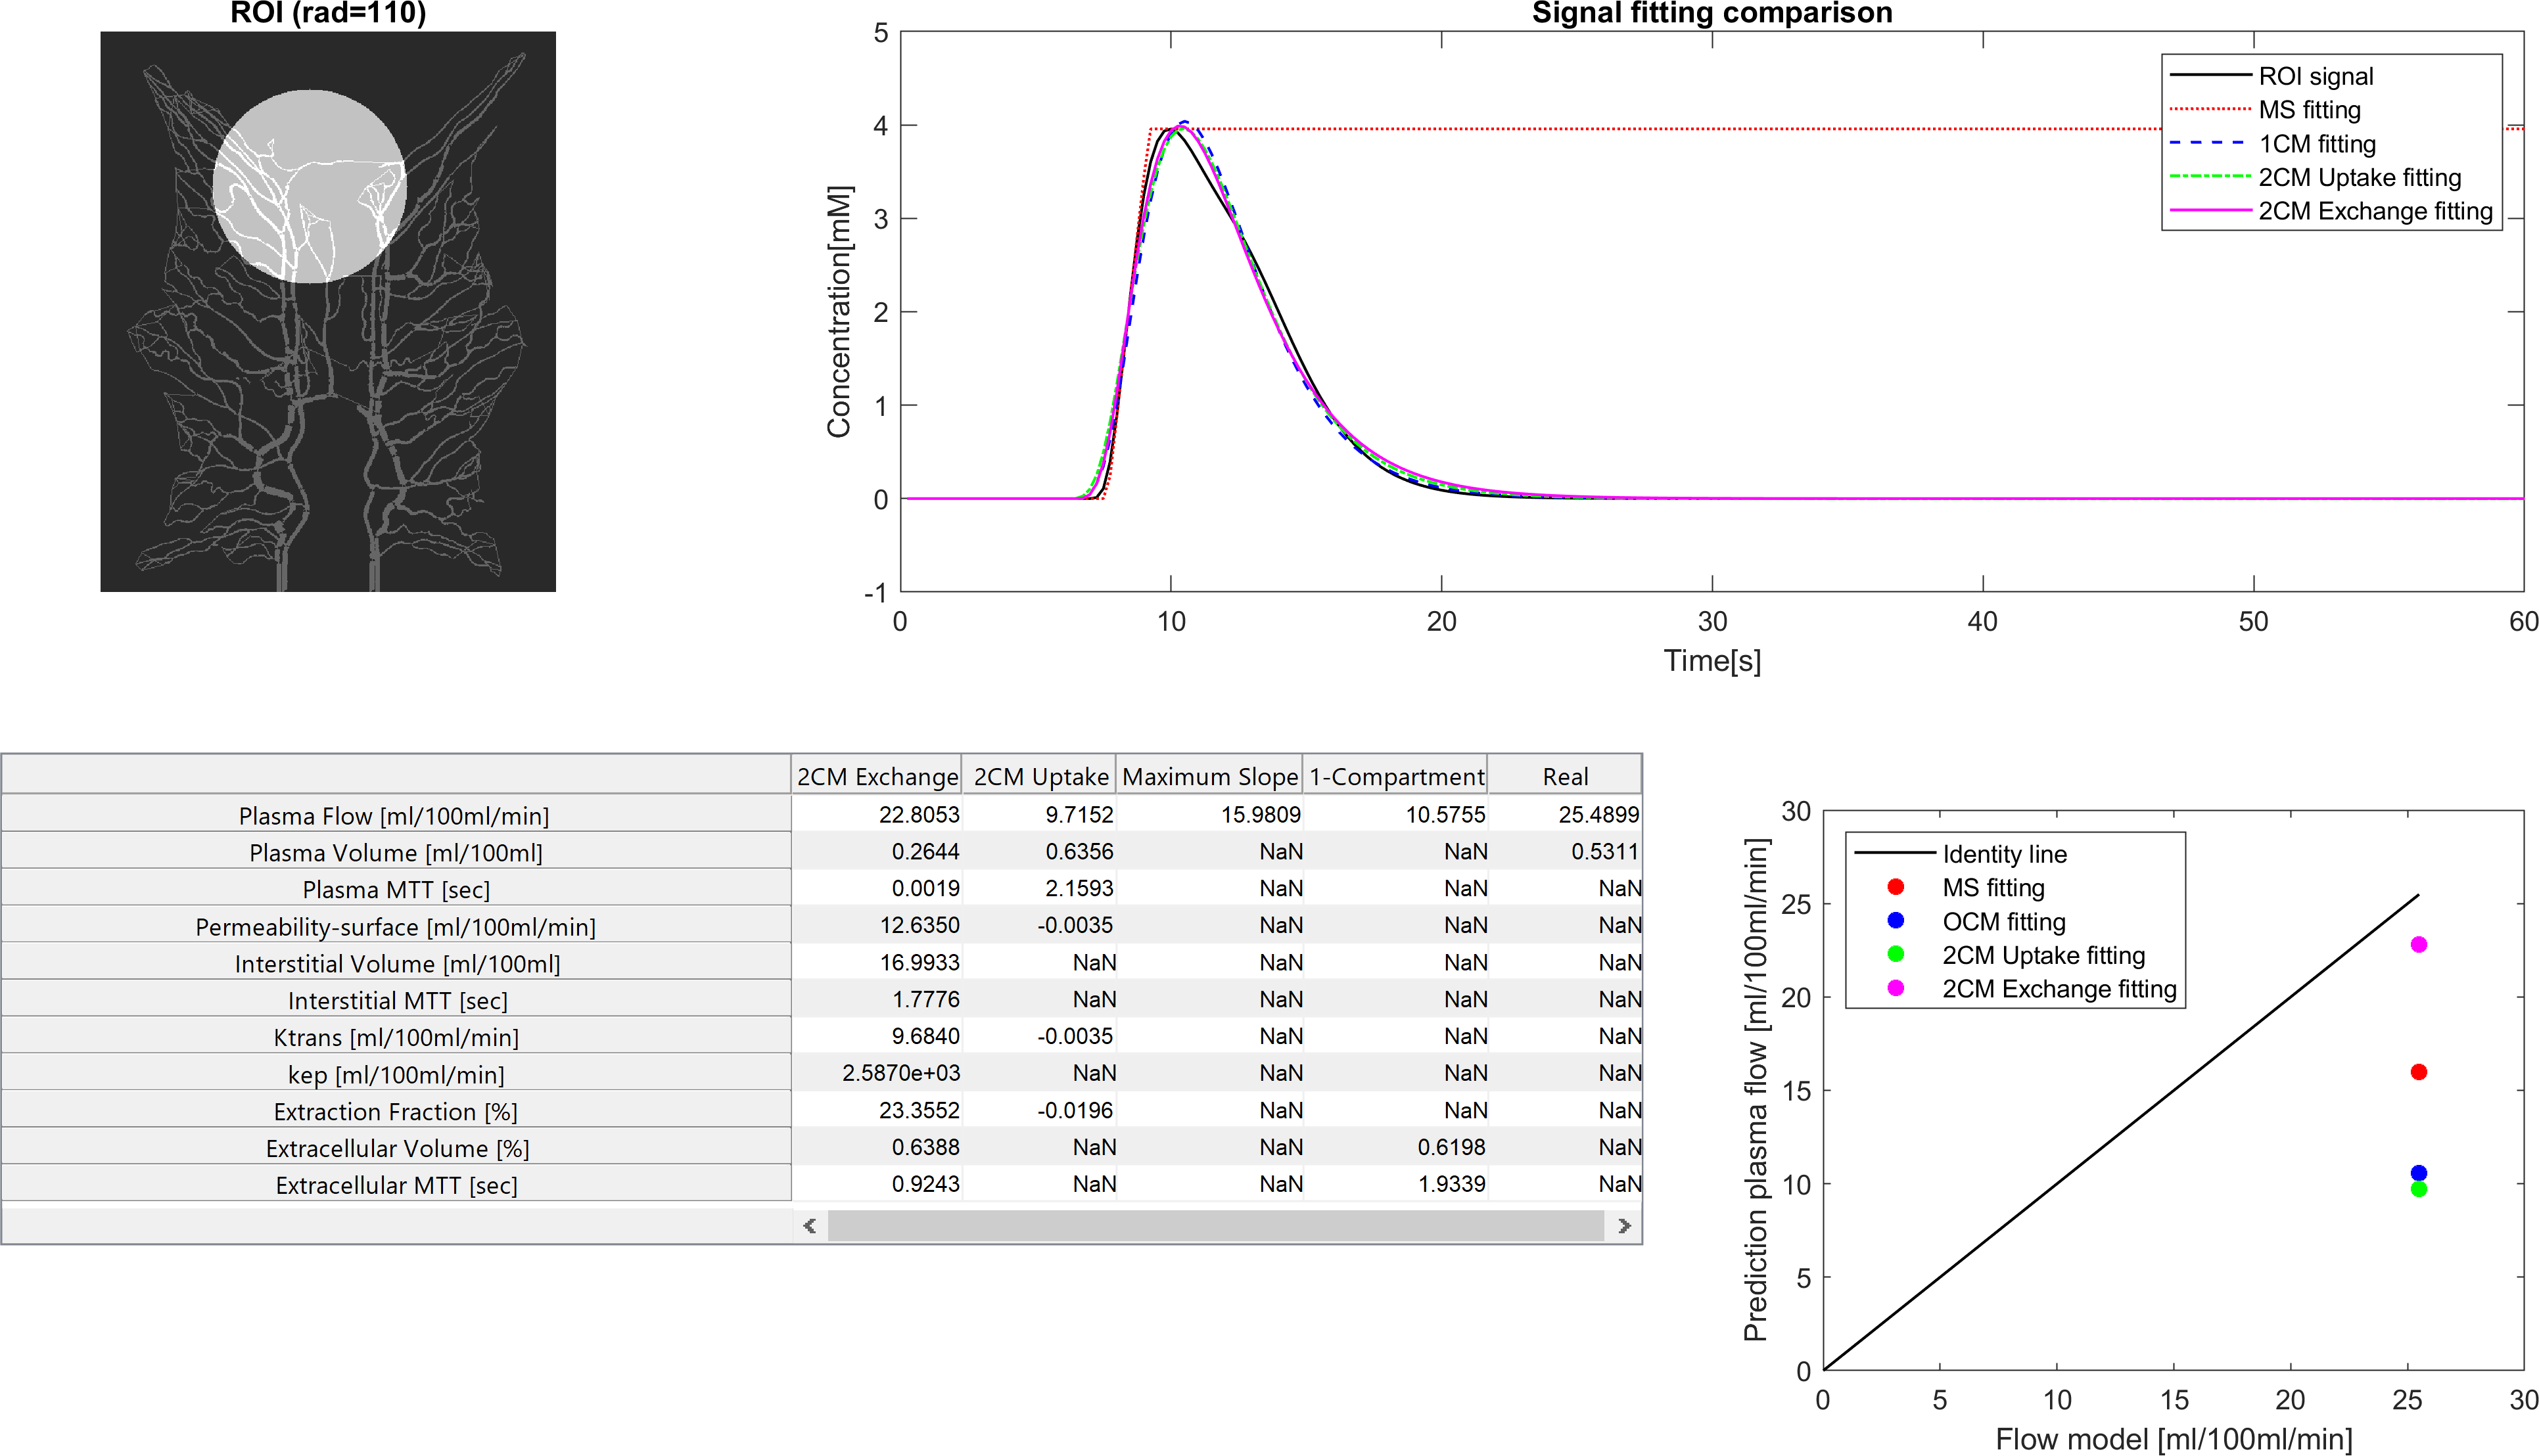 ROI (rad=110)
Signal fitting comparison
5
4
3
2
1
0
-1
Concentration[mM]
0 10 20 30 40 50 60
Time[s]
ROI signal
MS fitting
1CM fitting
2CM Uptake fitting
2CM Exchange fitting
2CM Exchange 2CM Uptake Maximum Slope 1-Compartment Real
Plasma Flow [ml/100ml/min] 22.8053 9.7152 15.9809 10.5755 25.4899
Plasma Volume [ml/100ml] 0.2644 0.6356 NaN NaN 0.5311
Plasma MTT [sec] 0.0019 2.1593 NaN NaN NaN
Permeability-surface [ml/100ml/min] 12.6350 -0.0035 NaN NaN NaN
Interstitial Volume [ml/100ml] 16.9933 NaN NaN NaN NaN
Interstitial MTT [sec] 1.7776 NaN NaN NaN NaN
Ktrans [ml/100ml/min] 9.6840 -0.0035 NaN NaN NaN
kep [ml/100ml/min] 2.5870e+03 NaN NaN NaN NaN
Extraction Fraction [%] 23.3552 -0.0196 NaN NaN NaN
Extracellular Volume [%] 0.6388 NaN NaN 0.6198 NaN
Extracellular MTT [sec] 0.9243 NaN NaN 1.9339 NaN
30
25
20
15
10
5
0
Prediction plasma flow [ml/100ml/min]
Identity line
MS fitting
OCM fitting
2CM Uptake fitting
2CM Exchange fitting
0 5 10 15 20 25 30
Flow model [ml/100ml/min]